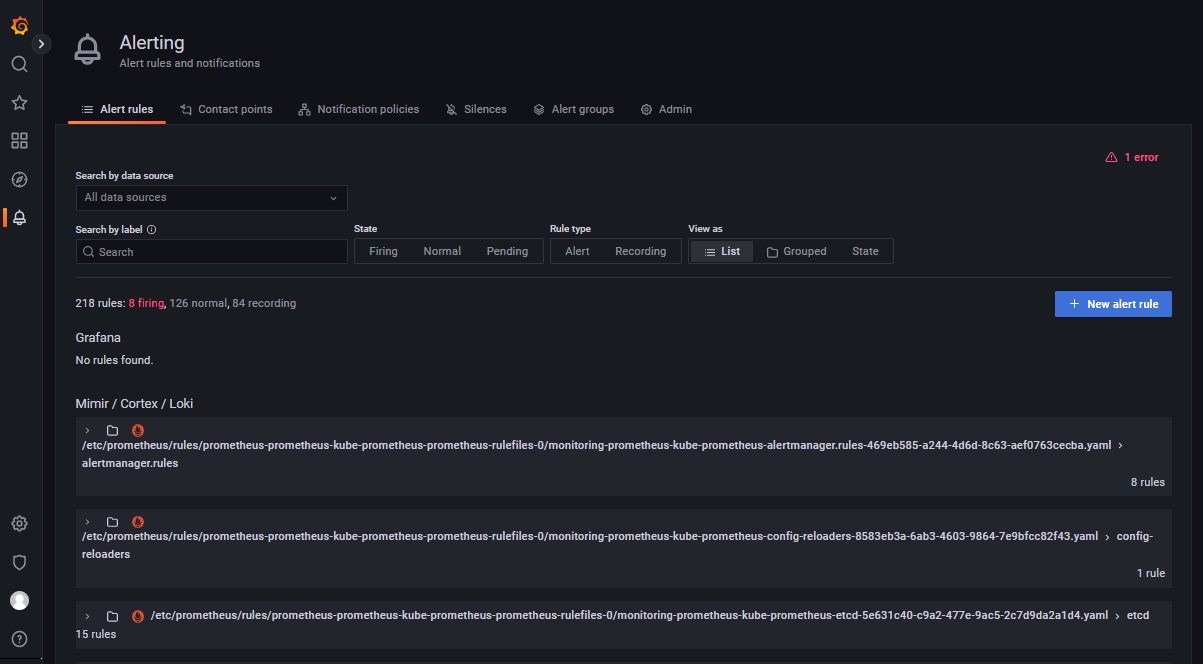 Alerting
Alert rules and notifications
Alert rules
Contact points
Notification policies
Silences
Alert groups
Admin
1 error
Search by data source
All data sources
Search by label
State
Rule type
View as
Search
Firing
Normal
Pending
Alert
Recording
List
Grouped
State
218 rules: 8 firing, 126 normal, 84 recording
+ New alert rule
Grafana
No rules found.
Mimir / Cortex / Loki
/etc/prometheus/rules/prometheus-prometheus-kube-prometheus-prometheus-rulefiles-0/monitoring-prometheus-kube-prometheus-alertmanager.rules-469eb585-a244-4d6d-8c63-aef0763cecba.yaml >
alertmanager.rules
8 rules
/etc/prometheus/rules/prometheus-prometheus-kube-prometheus-prometheus-rulefiles-0/monitoring-prometheus-kube-prometheus-config-reloaders-8583eb3a-6ab3-4603-9864-7e9bfcc82f43.yaml > config-
reloaders
1 rule
/etc/prometheus/rules/prometheus-prometheus-kube-prometheus-prometheus-rulefiles-0/monitoring-prometheus-kube-prometheus-etcd-5e631c40-c9a2-477e-9ac5-2c7d9da2a1d4.yaml > etcd
15 rules